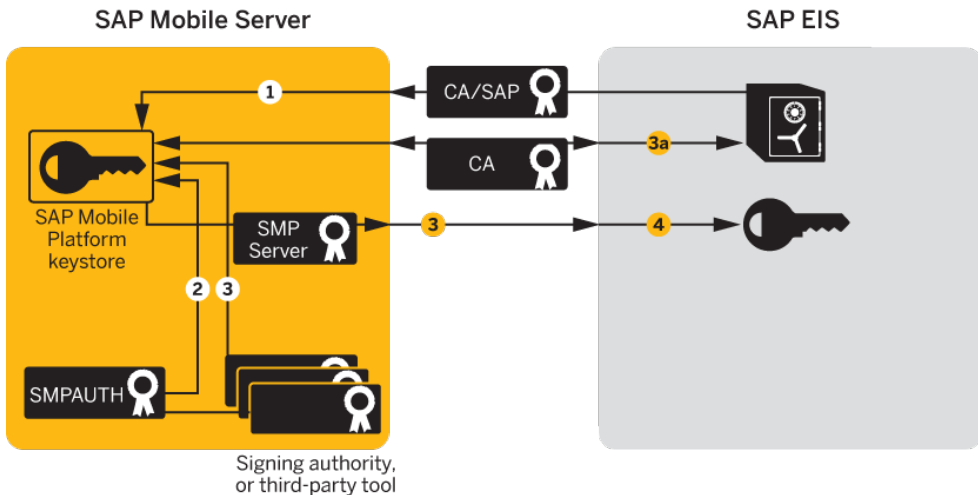 SAP Mobile Server
SAP EIS
CA/SAP
1
CA
3a
SAP Mobile
Platform
keystore
SMP
Server
3
4
2
3
SMPAUTH
Signing authority,
or third-party tool